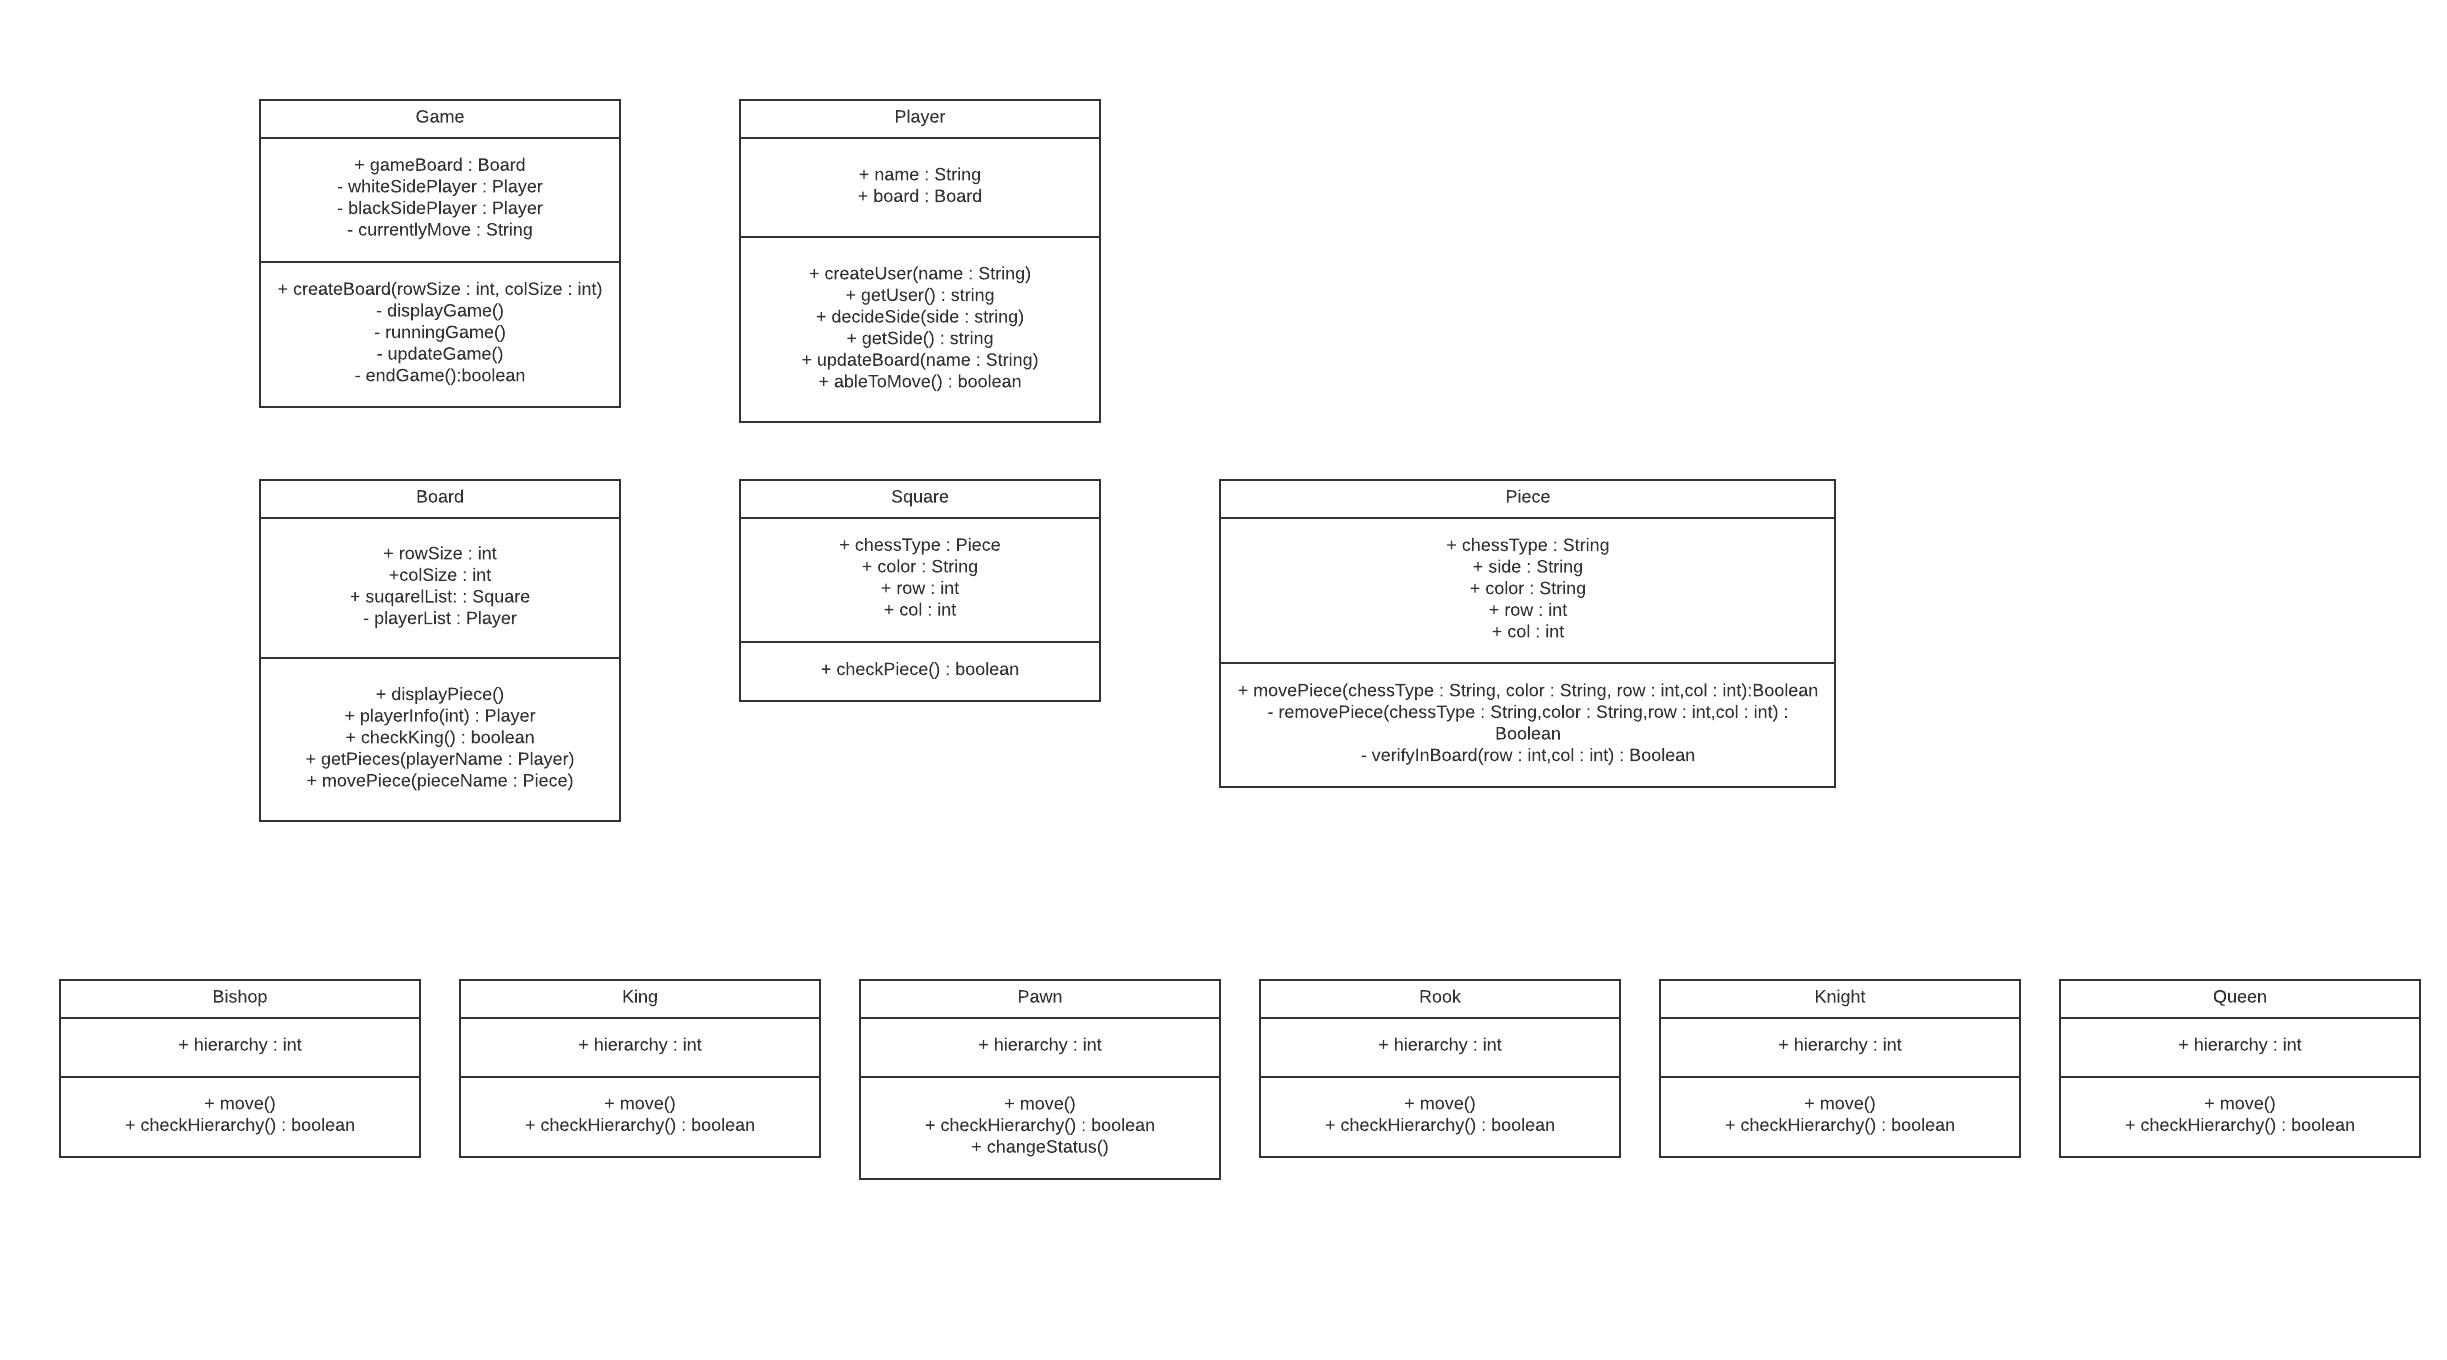 Game
+ gameBoard : Board
- whiteSidePlayer : Player
- blackSidePlayer : Player
- currentlyMove : String
+ createBoard(rowSize : int, colSize : int)
- displayGame()
- runningGame()
- updateGame()
- endGame():boolean
Player
+ name : String
+ board : Board
+ createUser(name : String)
+ getUser() : string
+ decideSide(side : string)
+ getSide() : string
+ updateBoard(name : String)
+ ableToMove() : boolean
Board
+ rowSize : int
+colSize : int
+ suqarelList: : Square
- playerList : Player
+ displayPiece()
+ playerInfo(int) : Player
+ checkKing() : boolean
+ getPieces(playerName : Player)
+ movePiece(pieceName : Piece)
Square
+ chessType : Piece
+ color : String
+ row : int
+ col : int
+ checkPiece() : boolean
Piece
+ chessType : String
+ side : String
+ color : String
+ row : int
+ col : int
+ movePiece(chessType : String, color : String, row : int,col : int):Boolean
- removePiece(chessType : String,color : String,row : int,col : int) :
Boolean
- verifyInBoard(row : int,col : int) : Boolean
Bishop
+ hierarchy : int
+ move()
+ checkHierarchy() : boolean
King
+ hierarchy : int
+ move()
+ checkHierarchy() : boolean
Pawn
+ hierarchy : int
+ move()
+ checkHierarchy() : boolean
+ changeStatus()
Rook
+ hierarchy : int
+ move()
+ checkHierarchy() : boolean
Knight
+ hierarchy : int
+ move()
+ checkHierarchy() : boolean
Queen
+ hierarchy : int
+ move()
+ checkHierarchy() : boolean